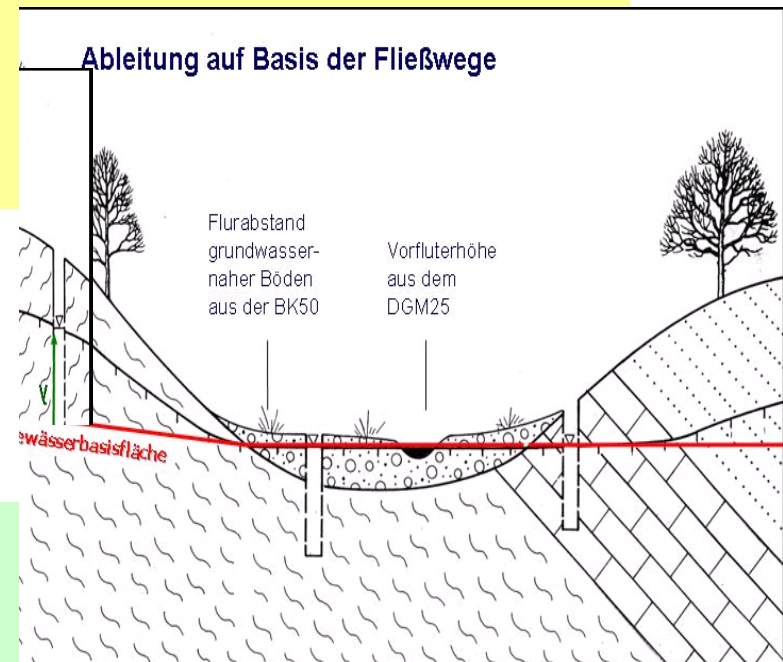 Ableitung auf Basis der Fließwege
Flurabstand
grundwasser-
naher Böden
aus der BK50
Vorfluterhöhe
aus dem
DGM25
V
ewässerbasisfläche